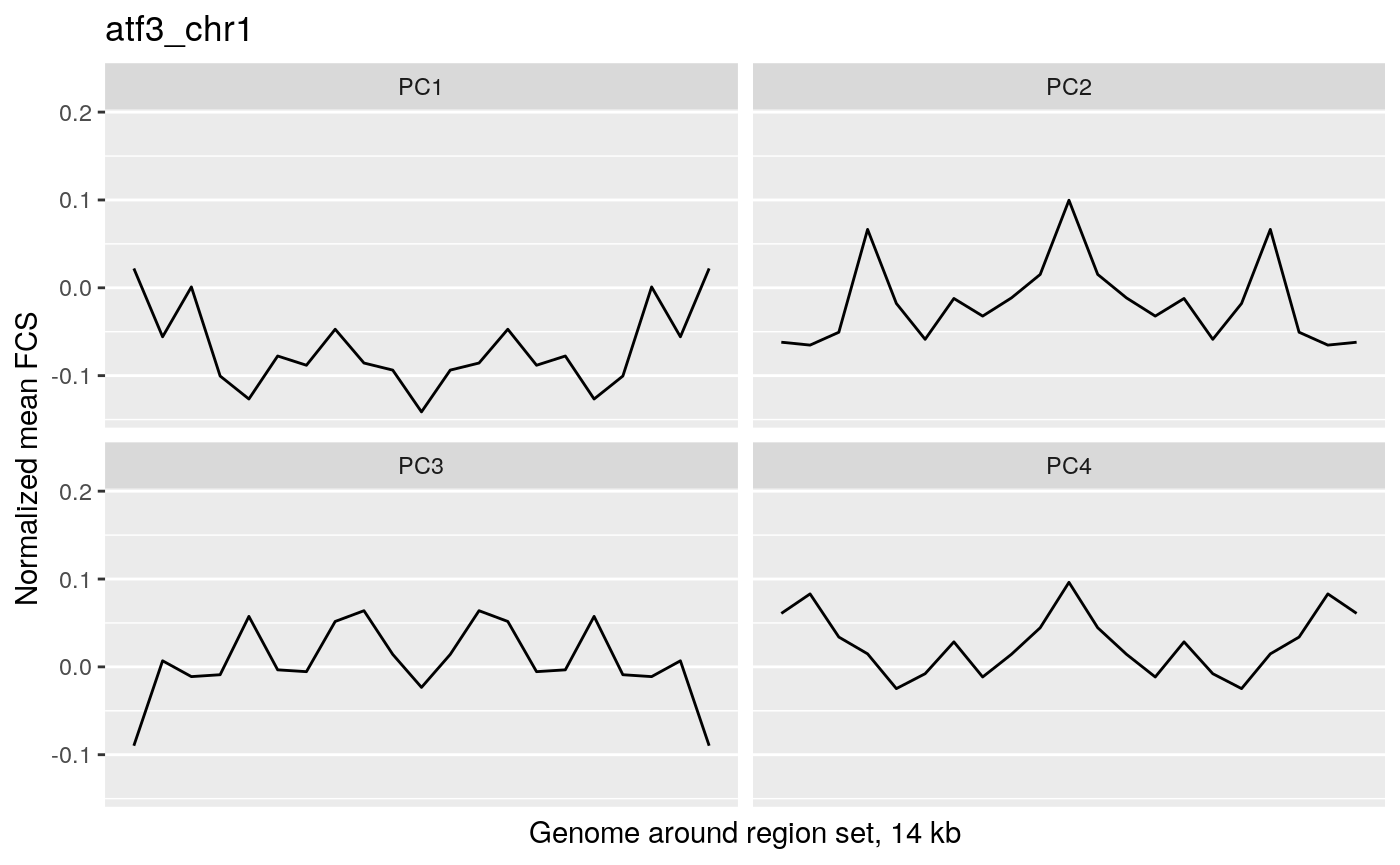 atf3_chr1
PC1
PC2
0.2
0.1
0.0
-0.1
PC3
PC4
0.2
0.1
0.0
-0.1
Normalized mean FCS
Genome around region set, 14 kb